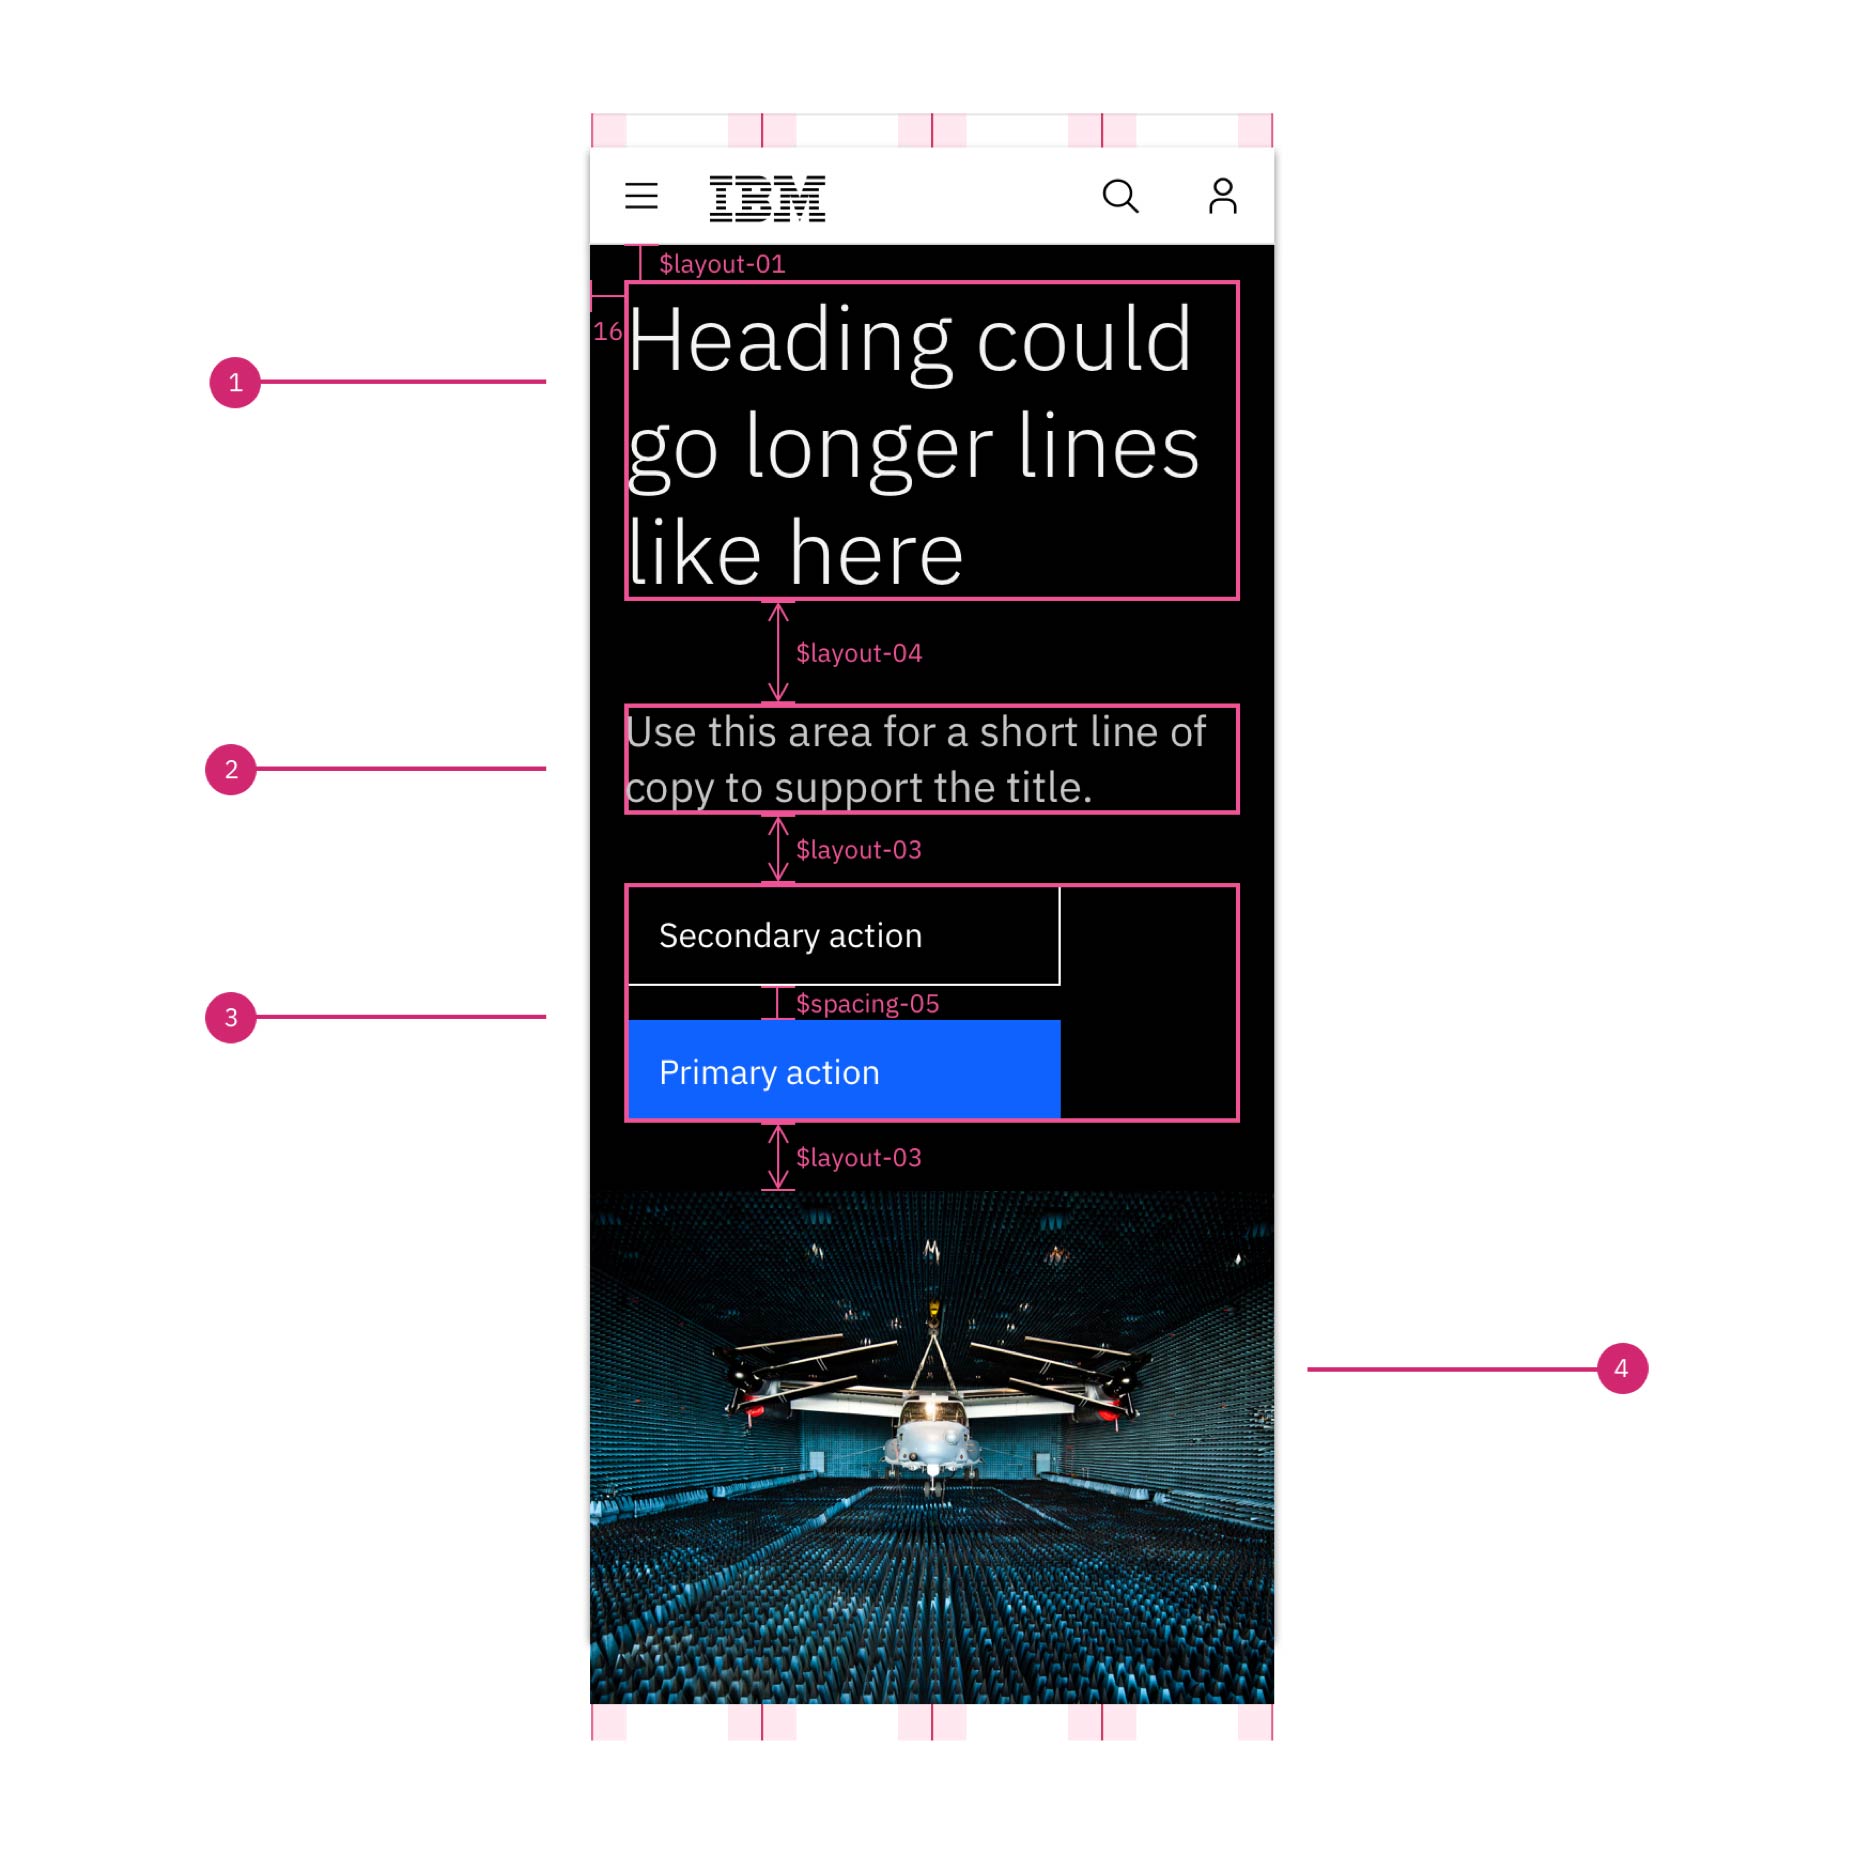 IBM
$layout-01
16
Heading could
go longer lines
like here
1
$layout-04
Use this area for a short line of
copy to support the title.
2
$layout-03
Secondary action
$spacing-05
3
Primary action
$layout-03
4